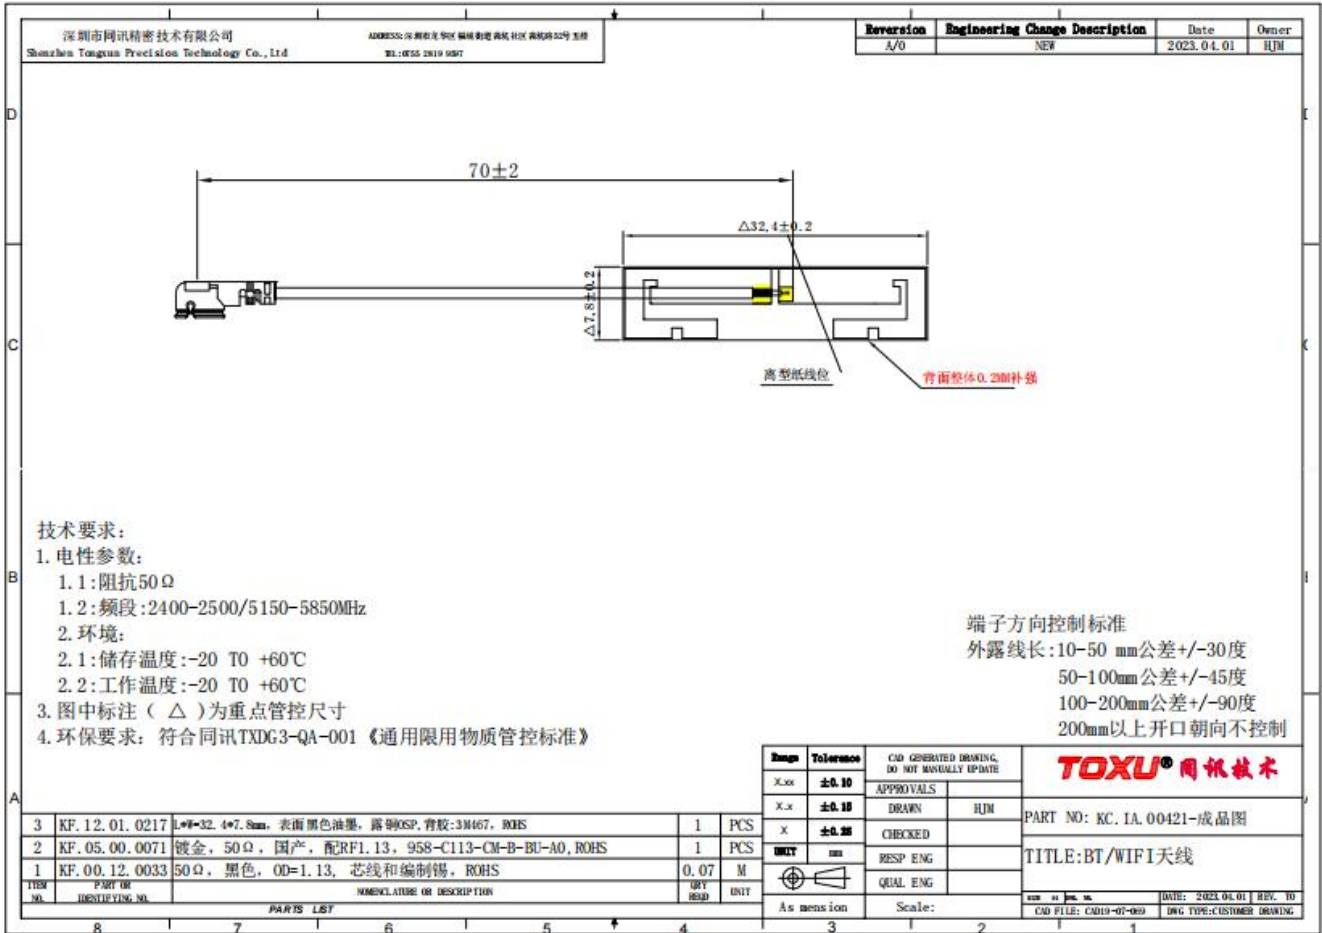 深圳市同讯精密技术有限公司
Shenzhen Tongxun Precision Technology Co., Ltd
TEL:0755 2819 9597
Reversion Engineering Change Description Date Owner
A/0 NEW 2023.04.01 HJM
D
70±2
△32.4±0.2
△7.8±0.2
C
离型纸线位
背面整体0.2MM补强
技术要求:
1.电性参数:
1.1:阻抗50Ω
1.2:频段:2400-2500/5150-5850MHz
2.环境:
2.1:储存温度:-20 TO +60℃
2.2:工作温度:-20 TO +60℃
3.图中标注（ △ )为重点管控尺寸
4.环保要求: 符合同讯TXDG3-QA-001《通用限用物质管控标准》
B
端子方向控制标准
外露线长:10-50 mm公差+/-30度
50-100mm公差+/-45度
100-200mm公差+/-90度
200mm以上开口朝向不控制
A
Range Tolerance
X.xx ±0.10
X.x ±0.15
X ±0.25
UNIT mm
As mension
CAD GENERATED DRAWING,
DO NOT MANUALLY UPDATE
APPROVALS
DRAWN HJM
CHECKED
RESP ENG
QUAL ENG
Scale:
TOXU® 同讯技术
PART NO: KC.IA.00421-成品图
TITLE:BT/WIFI天线
DATE: 2023.04.01 REV. TO
CAD FILE: CAD19-07-069 DWG TYPE:CUSTOMER DRAWING
3 KF.12.01.0217 L*W=32.4*7.8mm, 表面黑色油墨, 露铜OSP,背胶:3M467, ROHS 1 PCS
2 KF.05.00.0071 镀金, 50Ω, 国产, 配RF1.13, 958-C113-CM-B-BU-A0,ROHS 1 PCS
1 KF.00.12.0033 50Ω, 黑色, OD=1.13, 芯线和编制锡, ROHS 0.07 M
ITEM NO. PART OR IDENTIFYING NO. NOMENCLATURE OR DESCRIPTION QRY REQD UNIT
PARTS LIST
8 7 6 5 4 3 2 1